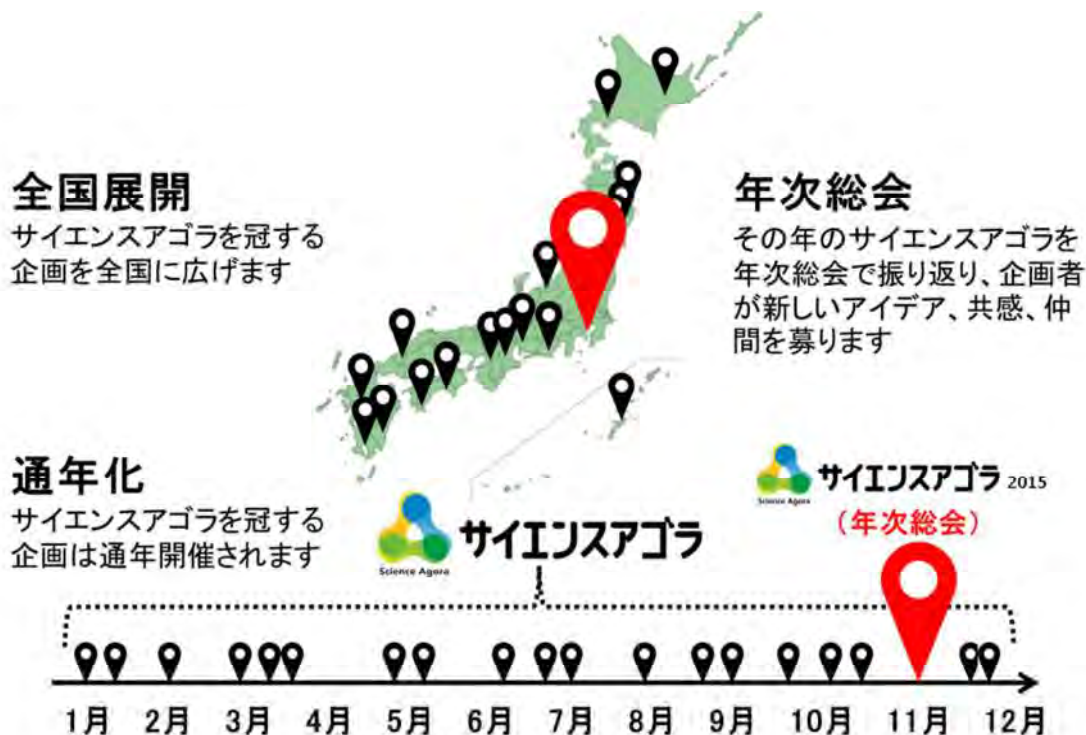 全国展開
サイエンスアゴラを冠する
企画を全国に広げます
年次総会
その年のサイエンスアゴラを
年次総会で振り返り、企画者
が新しいアイデア、共感、仲
間を募ります
通年化
サイエンスアゴラを冠する
企画は通年開催されます
Science Agora
サイエンスアゴラ
Science Agora
サイエンスアゴラ 2015
(年次総会)
1月 2月 3月 4月 5月 6月 7月 8月 9月 10月 11月 12月